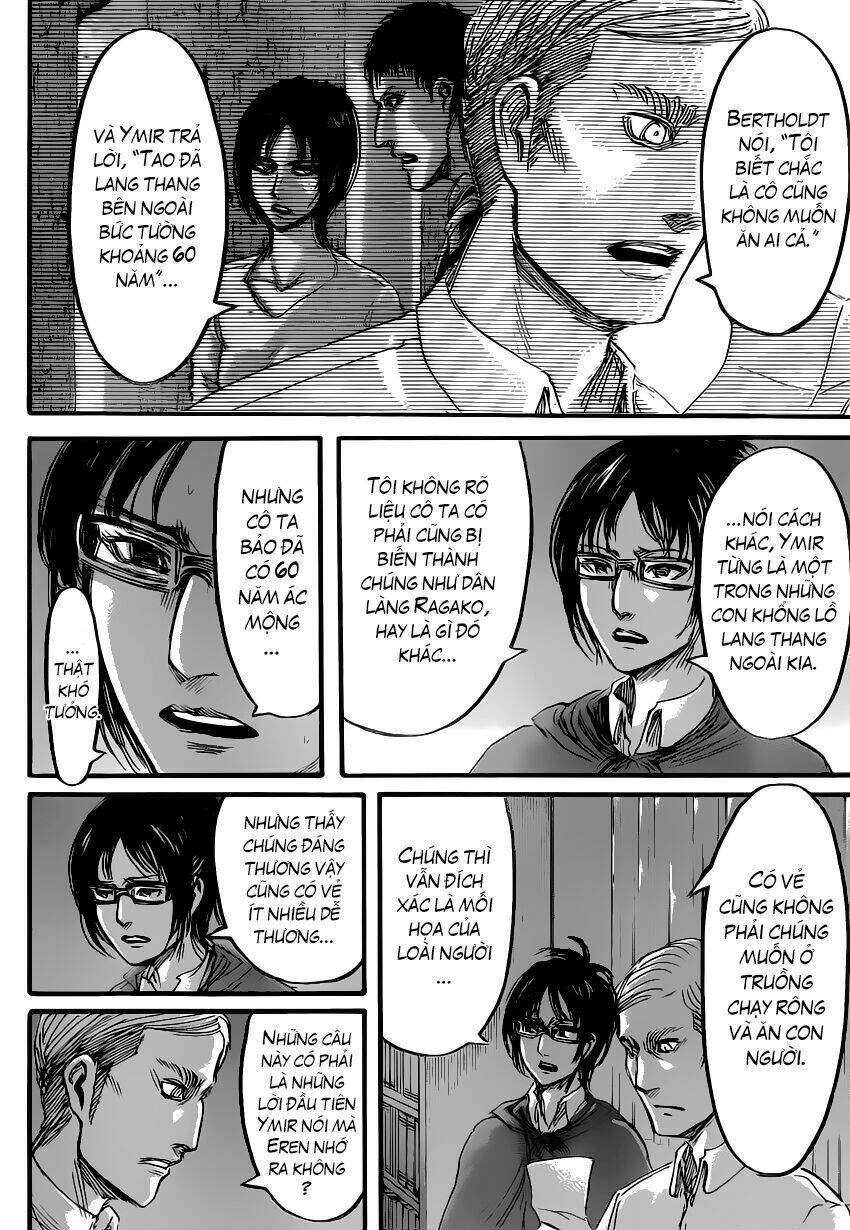 BERTHOLDT
NÓI, "TÔI
BIẾT CHẮC
LÀ CÔ CŨNG
KHÔNG MUỐN
ĂN AI CẢ."
VÀ YMIR TRẢ
LỜI, "TAO ĐÃ
LANG THANG
BÊN NGOÀI
BỨC TƯỜNG
KHOẢNG 60
NĂM"...
...NÓI CÁCH
KHÁC, YMIR
TỪNG LÀ MỘT
TRONG NHỮNG
CON KHỔNG LỒ
LANG THANG
NGOÀI KIA.
TÔI KHÔNG RÕ
LIỆU CÔ TA CÓ
PHẢI CŨNG BỊ
BIẾN THÀNH
CHÚNG NHƯ DÂN
LÀNG RAGAKO,
HAY LÀ GÌ ĐÓ
KHÁC...
NHƯNG
CÔ TA
BẢO ĐÃ
CÓ 60
NĂM ÁC
MỘNG
...
...
THẬT
KHÓ
TƯỞNG.
CÓ VẺ
CŨNG KHÔNG
PHẢI CHÚNG
MUỐN Ở
TRUỒNG
CHẠY RÔNG
VÀ ĂN CON
NGƯỜI.
CHÚNG THÌ
VẪN ĐÍCH
XÁC LÀ MỐI
HỌA CỦA
LOÀI NGƯỜI
...
NHƯNG THẤY
CHÚNG ĐÁNG
THƯƠNG VẬY
CŨNG CÓ VẺ
ÍT NHIỀU DỄ
THƯƠNG...
NHỮNG CÂU
NÀY CÓ PHẢI
LÀ NHỮNG
LỜI ĐẦU TIÊN
YMIR NÓI MÀ
EREN NHỚ
RA KHÔNG
?